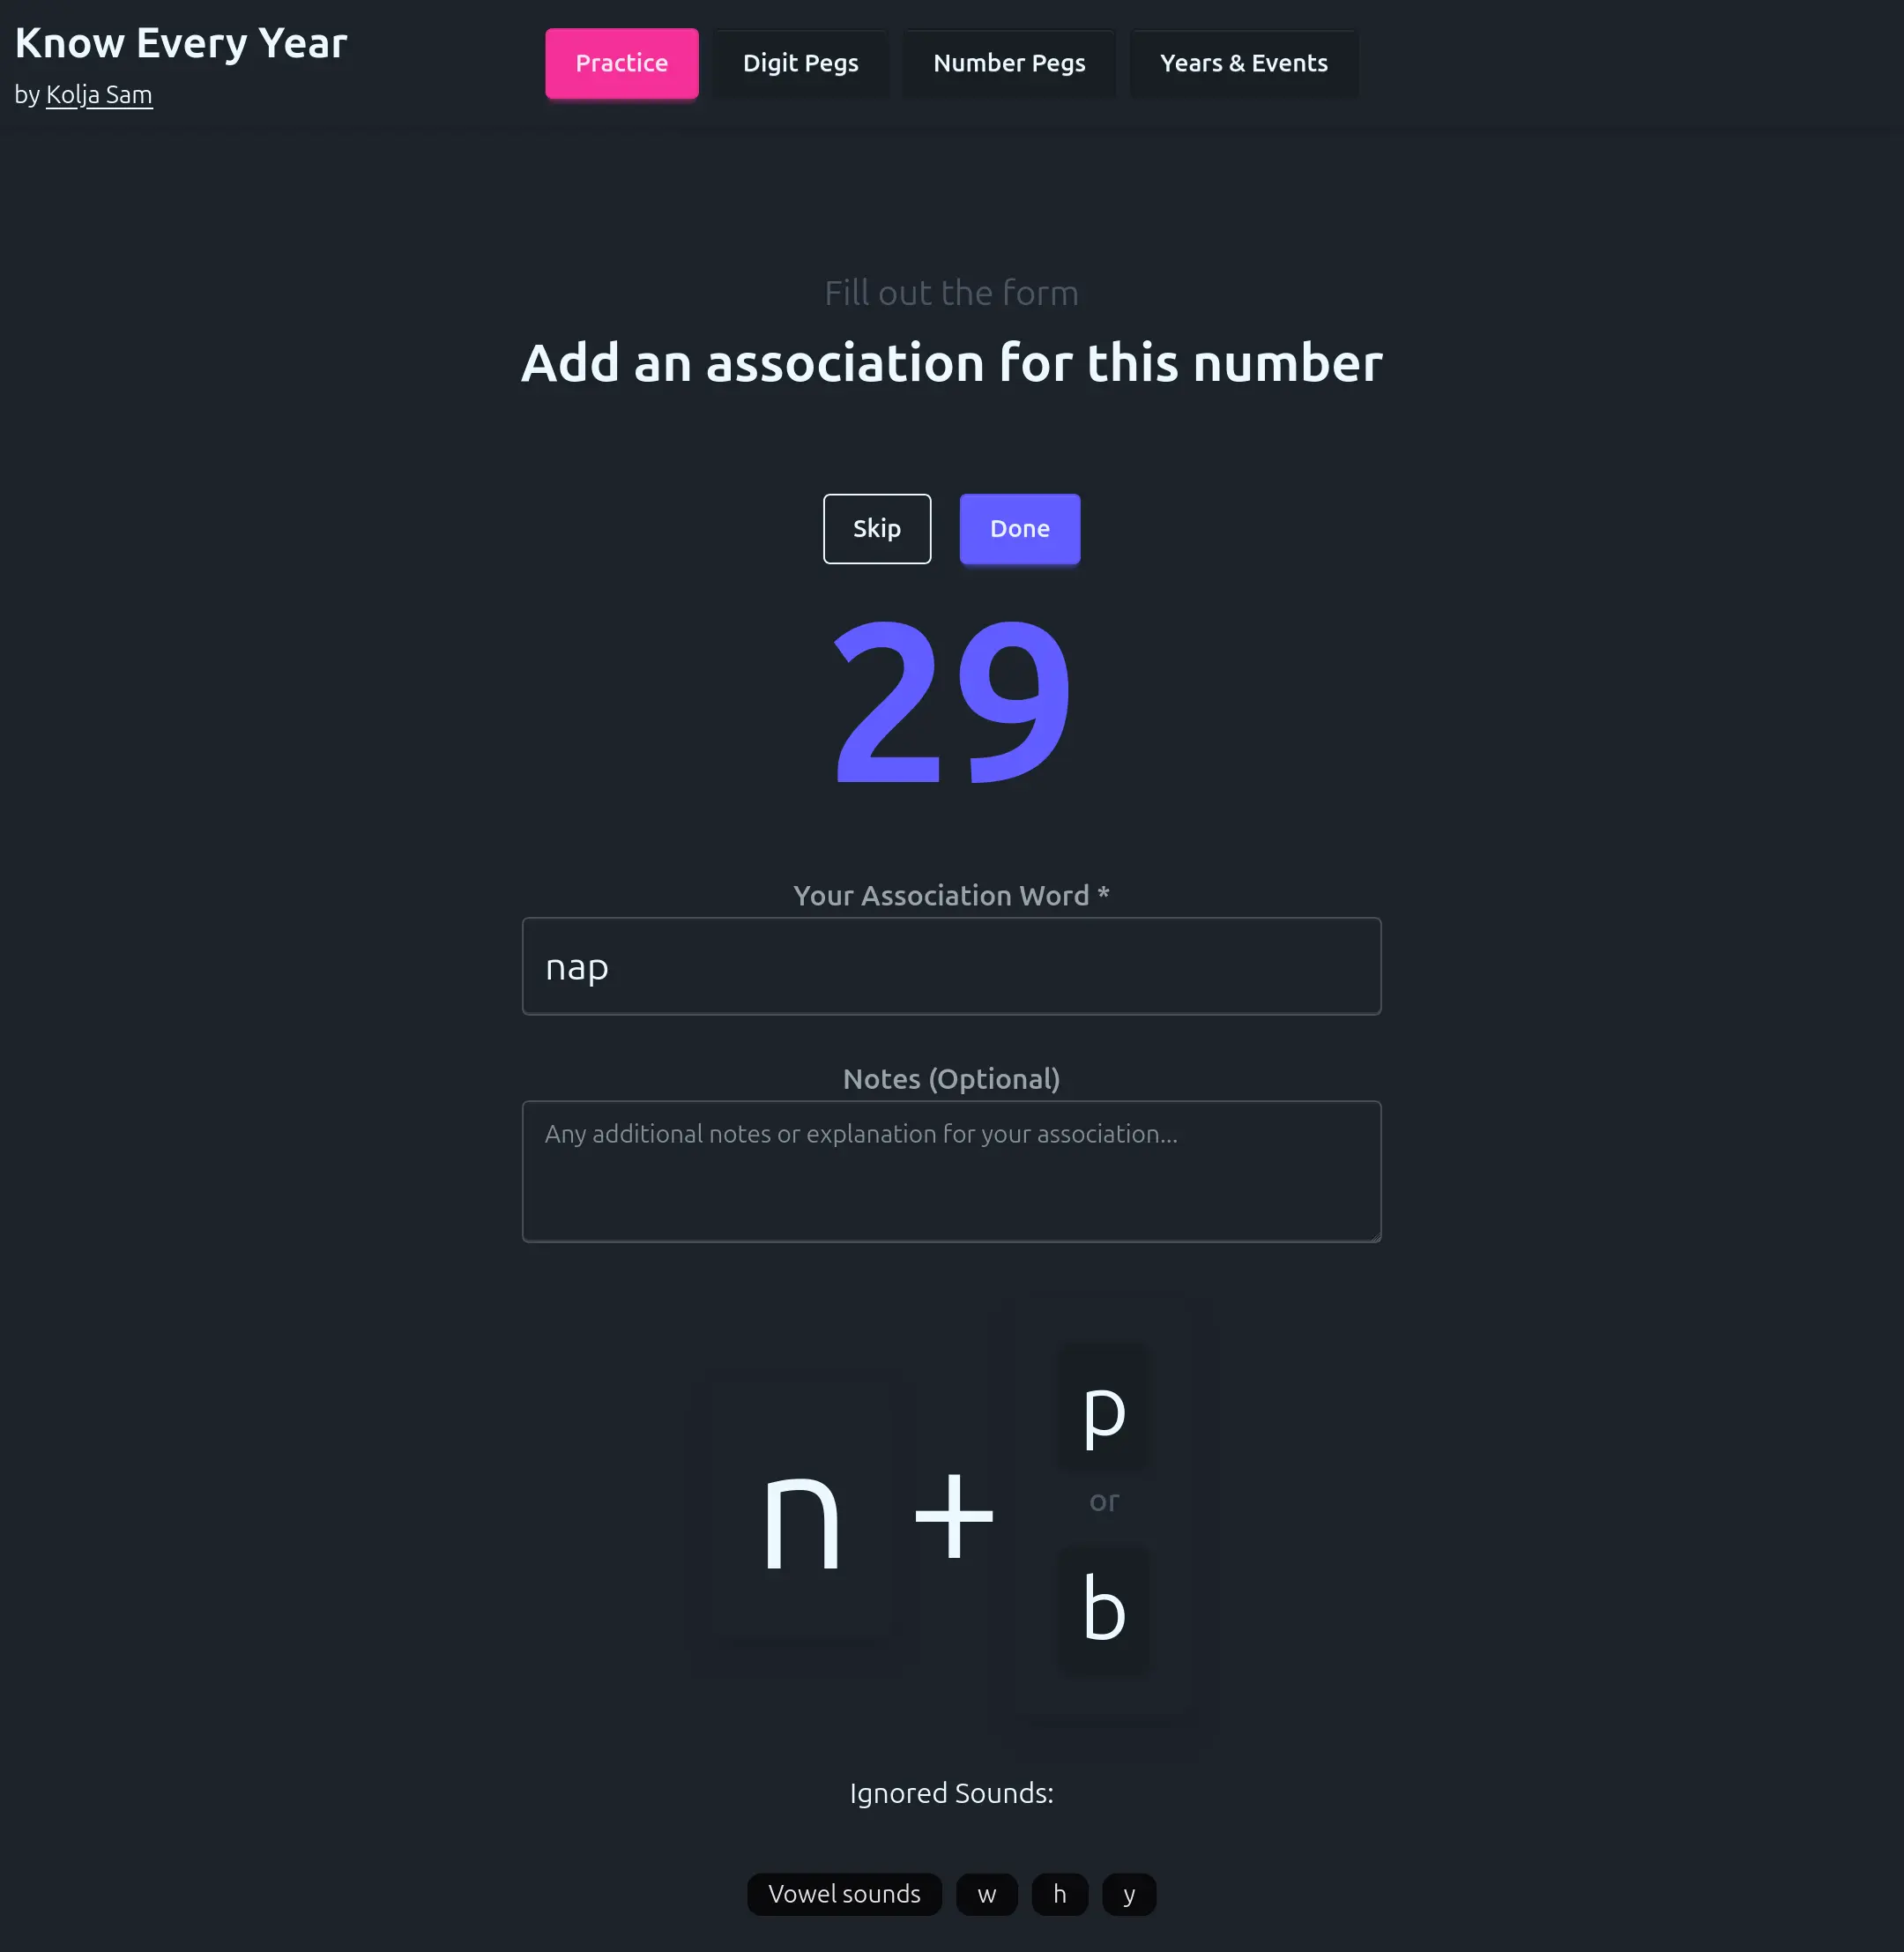 Know Every Year
by Kolja Sam
Practice
Digit Pegs
Number Pegs
Years & Events
Fill out the form
Add an association for this number
Skip
Done
29
Your Association Word *
nap
Notes (Optional)
Any additional notes or explanation for your association...
n
+
p
or
b
Ignored Sounds:
Vowel sounds
w
h
y